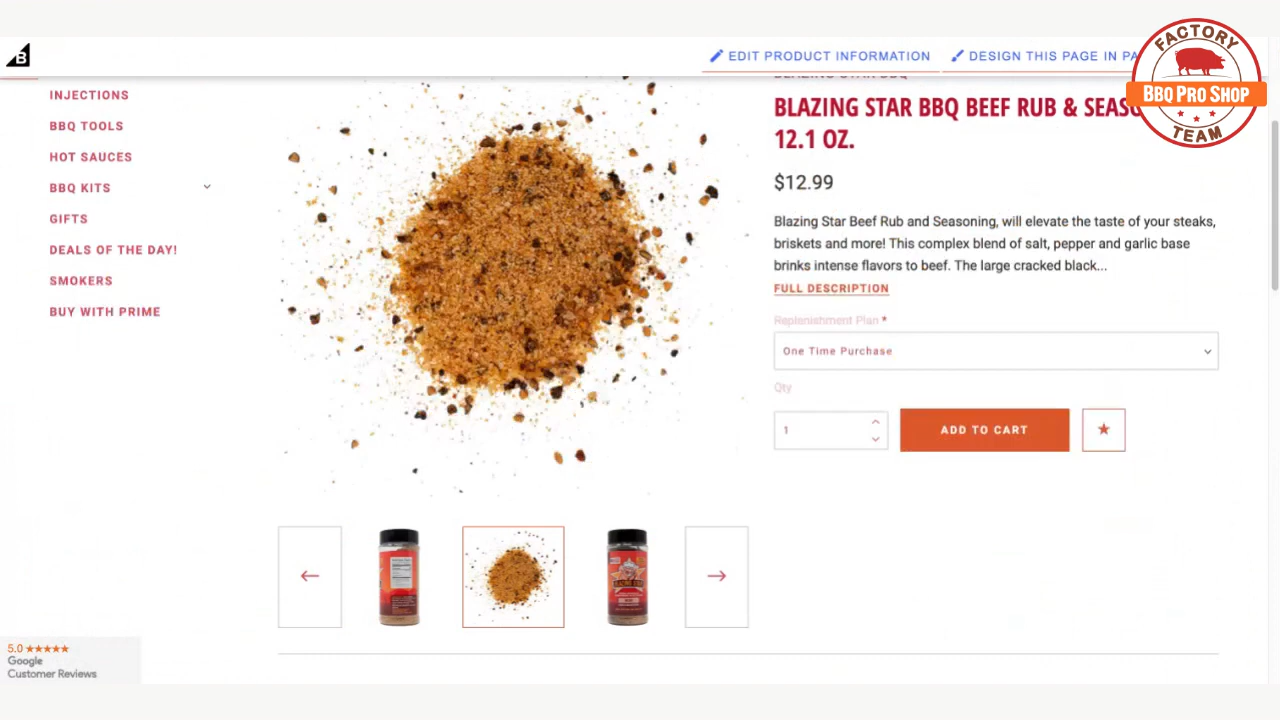 EDIT PRODUCT INFORMATION
DESIGN THIS PAGE IN PA
FACTORY
BBQ PRO SHOP
TEAM
INJECTIONS
BBQ TOOLS
HOT SAUCES
BBQ KITS
GIFTS
DEALS OF THE DAY!
SMOKERS
BUY WITH PRIME
BLAZING STAR BBQ
BLAZING STAR BBQ BEEF RUB & SEASO
12.1 OZ.
$12.99
Blazing Star Beef Rub and Seasoning, will elevate the taste of your steaks,
briskets and more! This complex blend of salt, pepper and garlic base
brinks intense flavors to beef. The large cracked black...
FULL DESCRIPTION
Replenishment Plan *
One Time Purchase
Qty
1
ADD TO CART
5.0 ★★★★★
Google
Customer Reviews